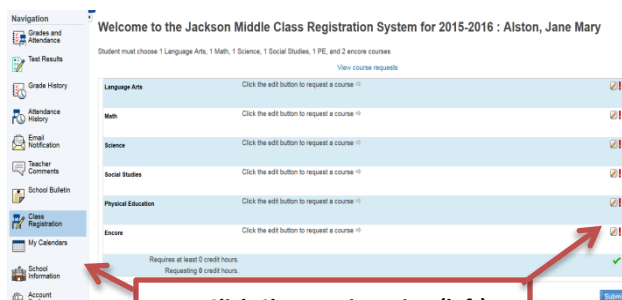 Navigation
Grades and
Attendance
Test Results
Grade History
Attendance
History
Email
Notification
Teacher
Comments
School Bulletin
Class
Registration
My Calendars
School
Information
Account
Welcome to the Jackson Middle Class Registration System for 2015-2016 : Alston, Jane Mary
Student must choose 1 Language Arts, 1 Math, 1 Science, 1 Social Studies, 1 PE, and 2 encore courses
View course requests
Language Arts Click the edit button to request a course
Math Click the edit button to request a course
Science Click the edit button to request a course
Social Studies Click the edit button to request a course
Physical Education Click the edit button to request a course
Encore Click the edit button to request a course
Requires at least 0 credit hours.
Requesting 0 credit hours.